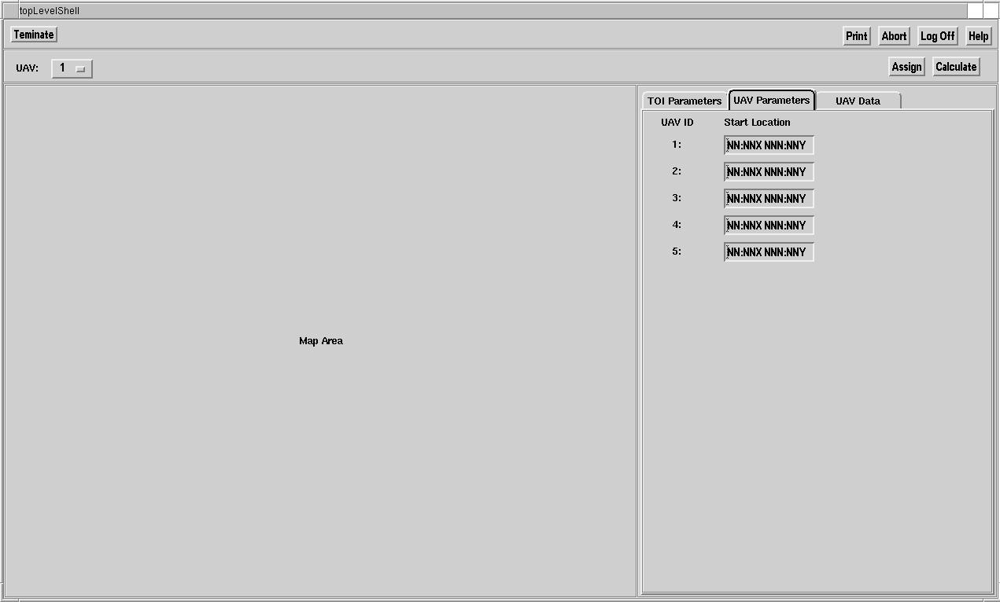 topLevelShell
Teminate
Print Abort Log Off Help
UAV: 1
Assign Calculate
TOI Parameters UAV Parameters UAV Data
UAV ID Start Location
1: NN:NNX NNN:NNY
2: NN:NNX NNN:NNY
3: NN:NNX NNN:NNY
4: NN:NNX NNN:NNY
5: NN:NNX NNN:NNY
Map Area